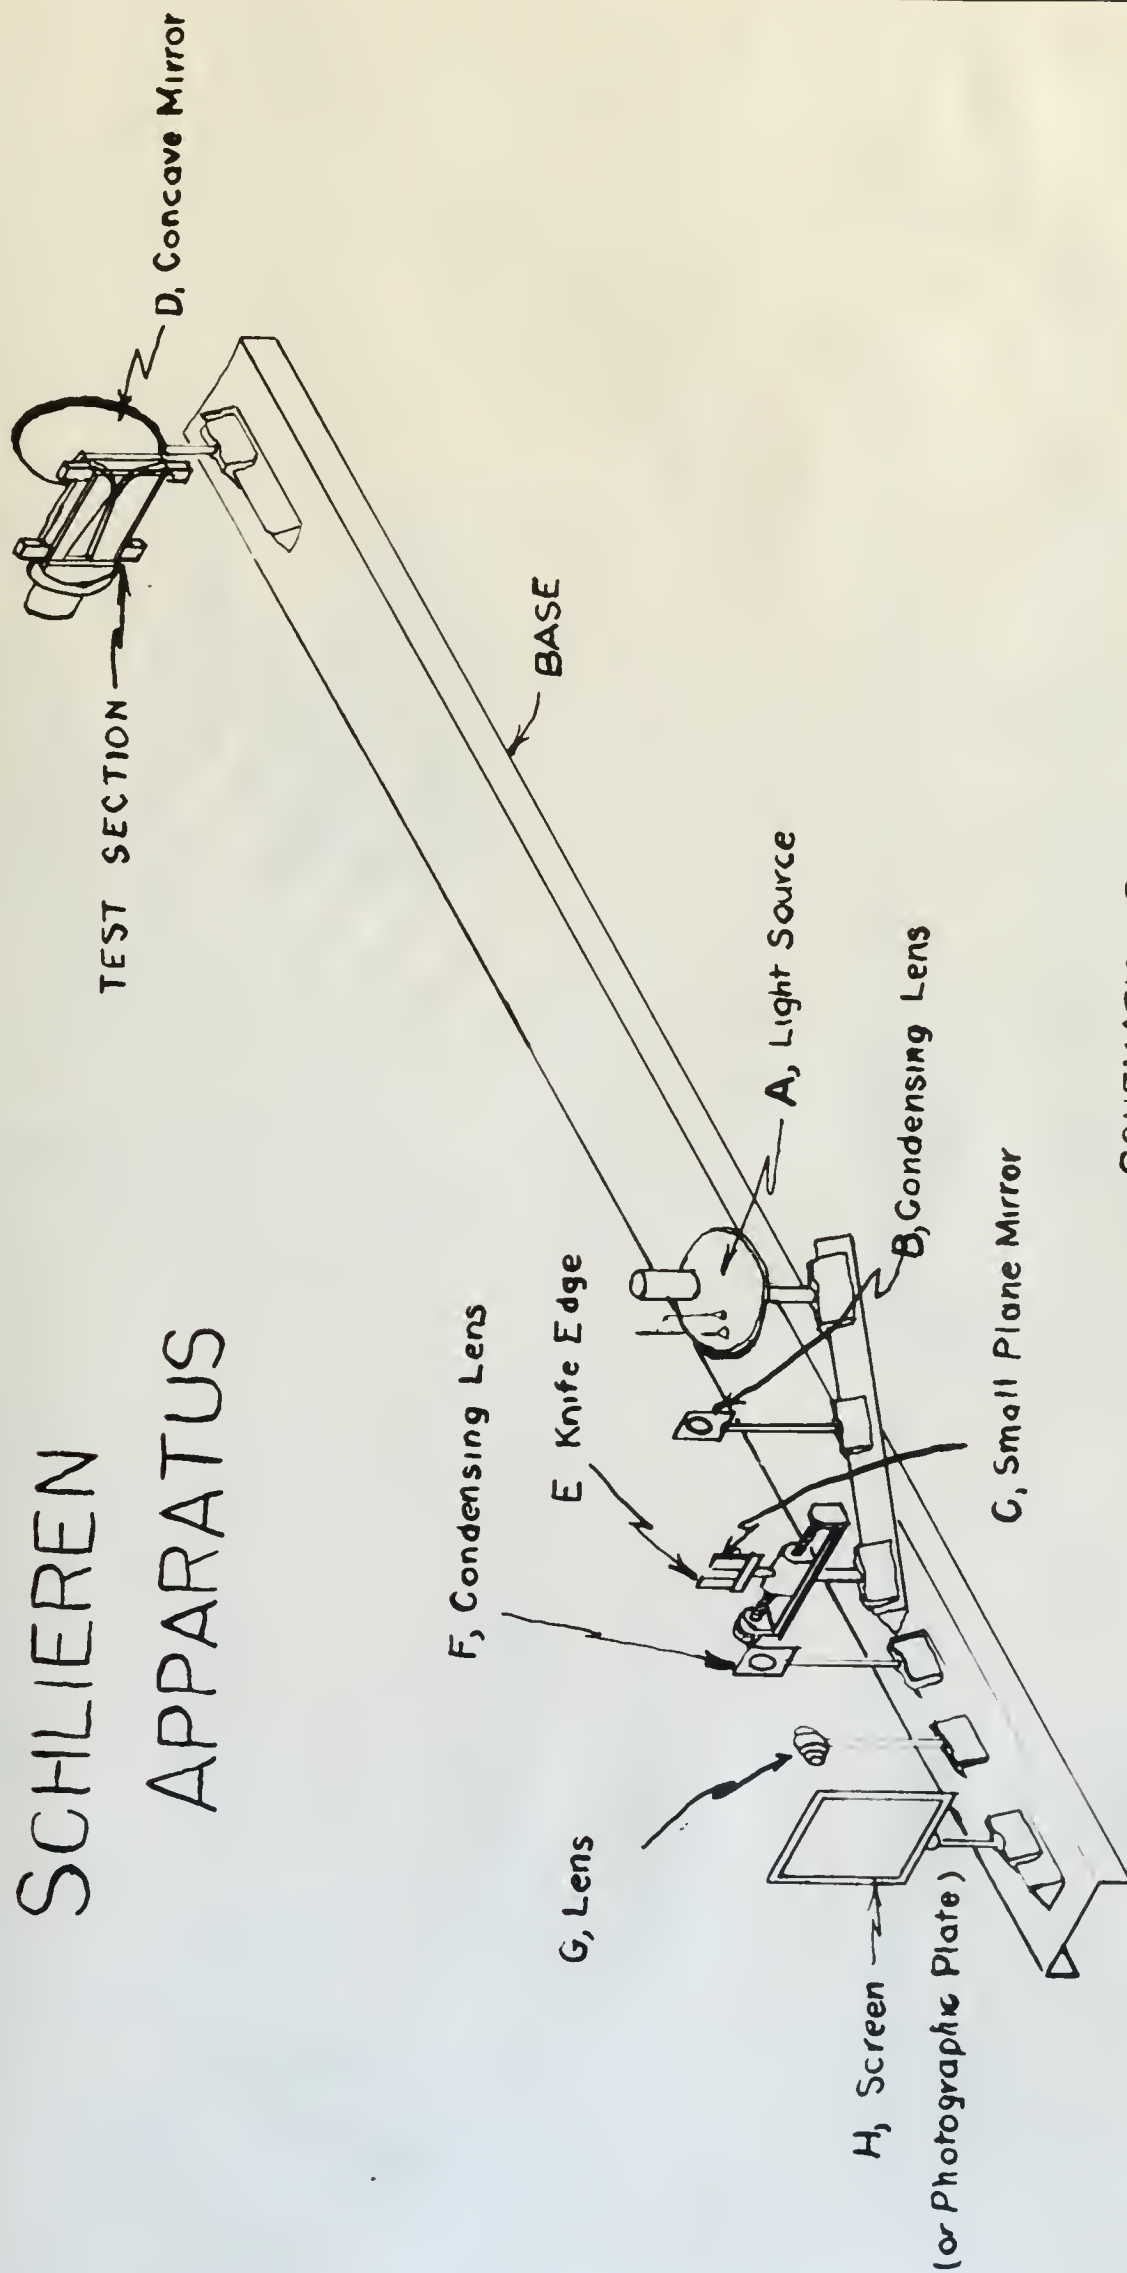 SCHLIEREN
APPARATUS
TEST SECTION
D, Concave Mirror
BASE
F, Condensing Lens
E Knife Edge
A, Light Source
B, Condensing Lens
G, Lens
C, Small Plane Mirror
H, Screen
(or Photographic Plate)